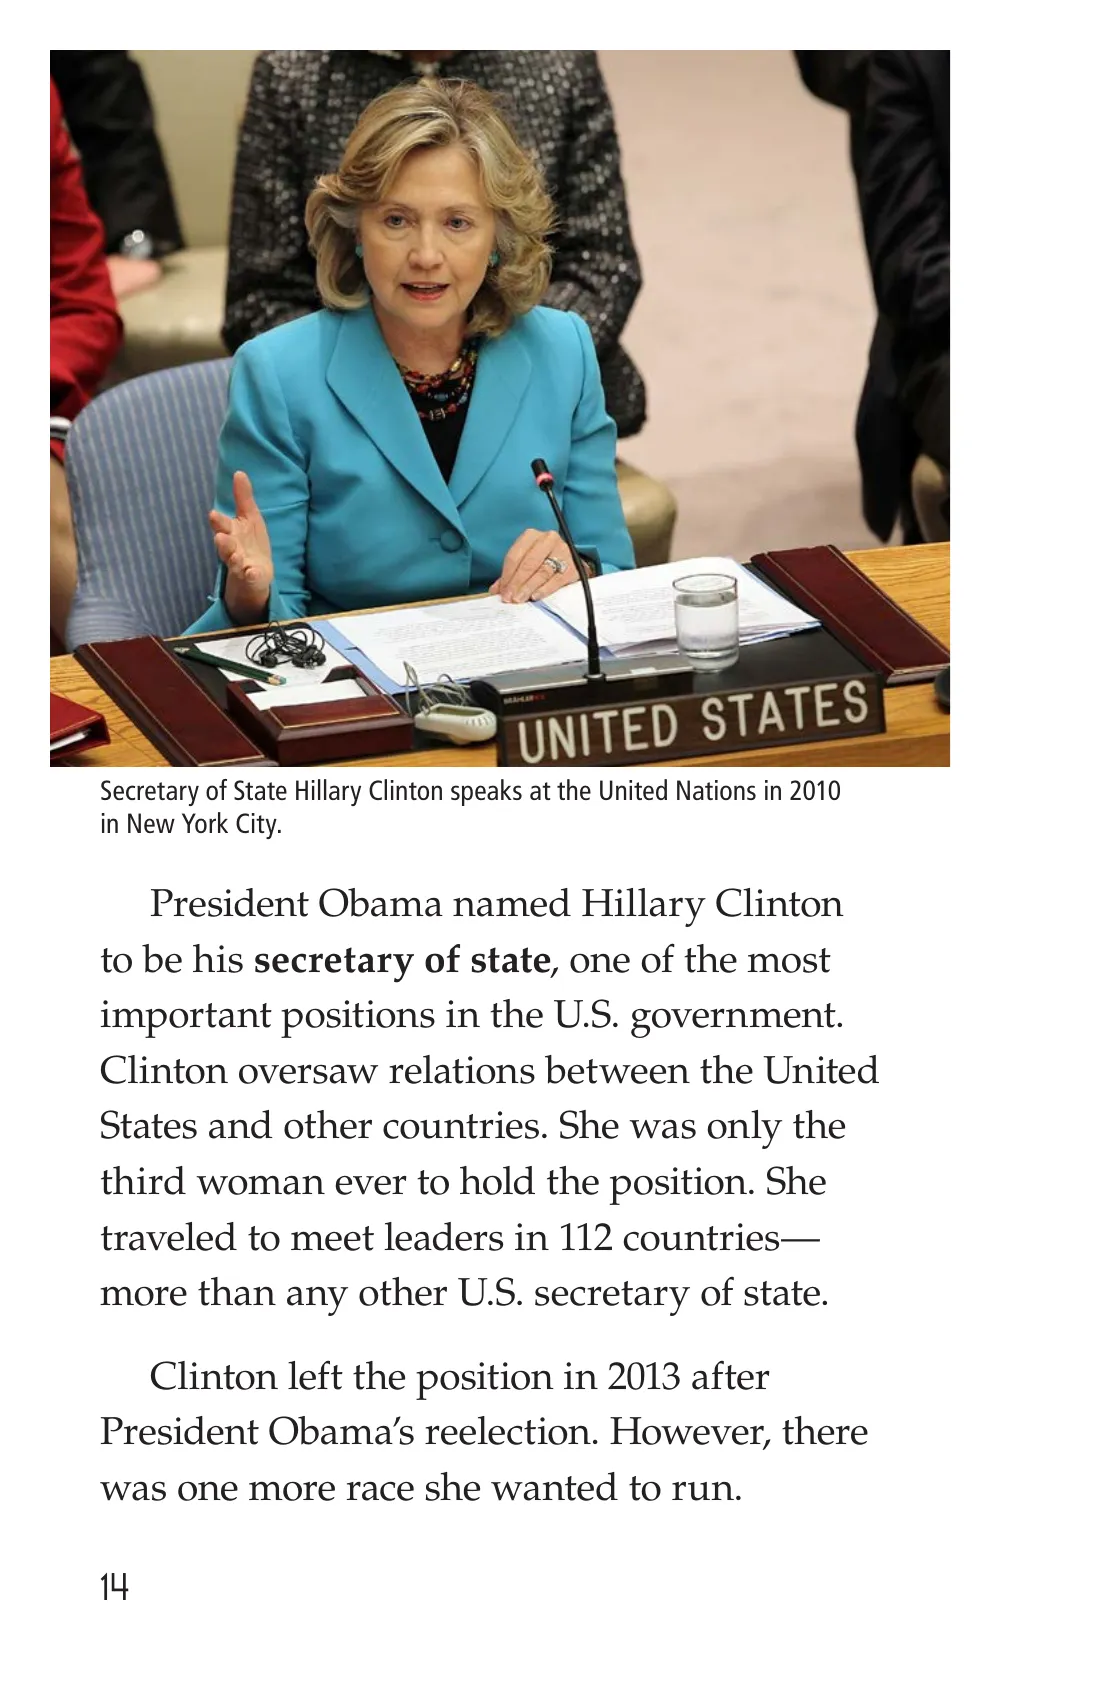 BRAHLER
UNITED STATES
Secretary of State Hillary Clinton speaks at the United Nations in 2010
in New York City.
President Obama named Hillary Clinton
to be his secretary of state, one of the most
important positions in the U.S. government.
Clinton oversaw relations between the United
States and other countries. She was only the
third woman ever to hold the position. She
traveled to meet leaders in 112 countries—
more than any other U.S. secretary of state.
Clinton left the position in 2013 after
President Obama’s reelection. However, there
was one more race she wanted to run.
14